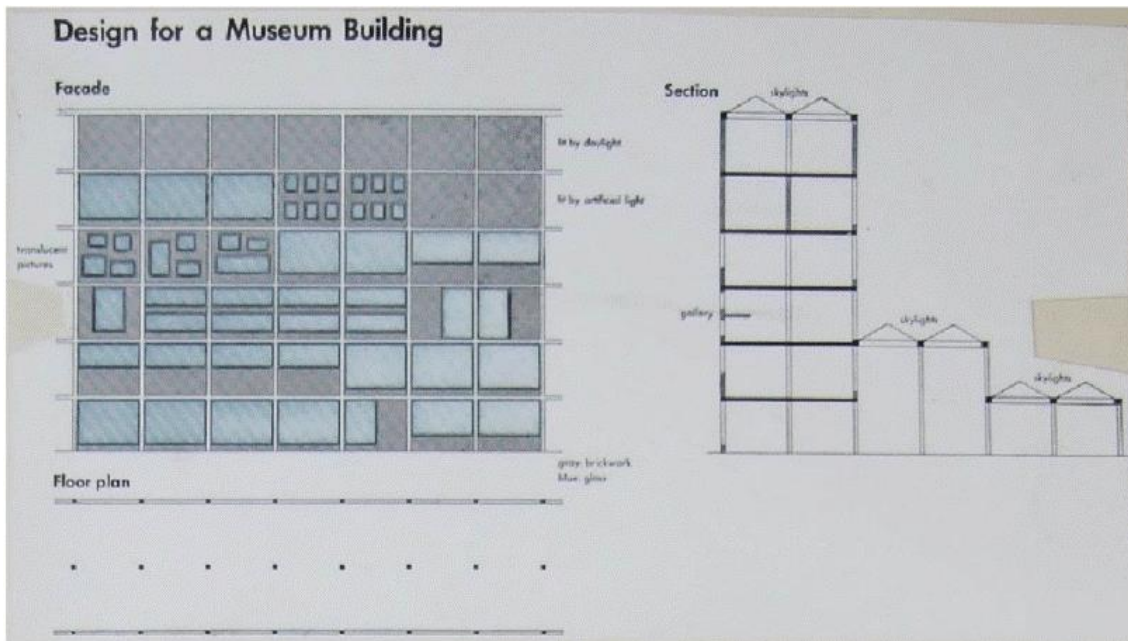 Design for a Museum Building
Facade
Section
skylights
lit by daylight
lit by artificial light
translucent
pictures
gallery
skylights
skylights
gray brickwork
blue glass
Floor plan